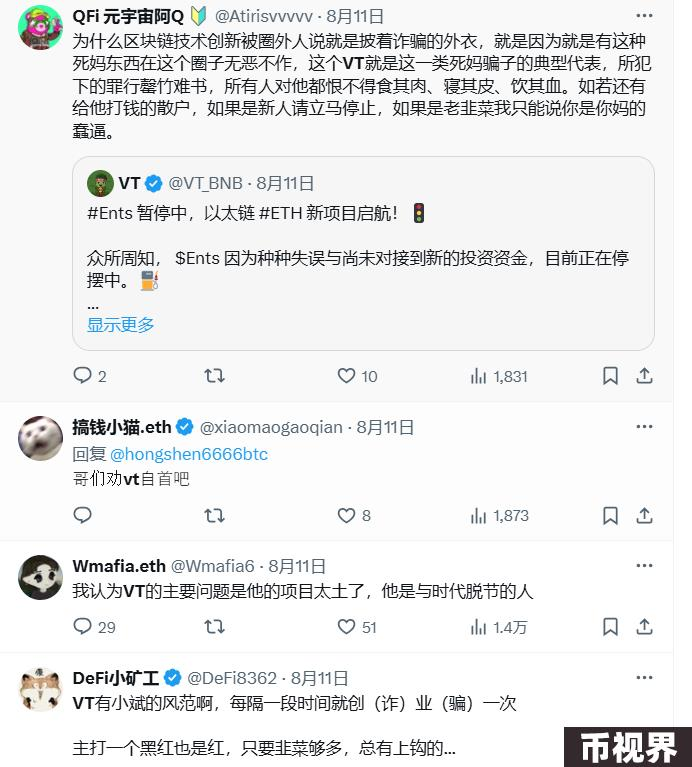 QFi 元宇宙阿Q @Atirisvvvvv · 8月11日
为什么区块链技术创新被圈外人说就是披着诈骗的外衣，就是因为就是有这种
死妈东西在这个圈子无恶不作，这个VT就是这一类死妈骗子的典型代表，所犯
下的罪行罄竹难书，所有人对他都恨不得食其肉、寝其皮、饮其血。如若还有
给他打钱的散户，如果是新人请立马停止，如果是老韭菜我只能说你是你妈的
蠢逼。
VT @VT_BNB · 8月11日
#Ents 暂停中，以太链 #ETH 新项目启航！🚦
众所周知， $Ents 因为种种失误与尚未对接到新的投资资金，目前正在停
摆中。⛽
...
显示更多
2 10 1,831
搞钱小猫.eth @xiaomaogaoqian · 8月11日
回复 @hongshen6666btc
哥们劝vt自首吧
8 1,873
Wmafia.eth @Wmafia6 · 8月11日
我认为VT的主要问题是他的项目太土了，他是与时代脱节的人
29 51 1.4万
DeFi小矿工 @DeFi8362 · 8月11日
VT有小斌的风范啊，每隔一段时间就创（诈）业（骗）一次
主打一个黑红也是红，只要韭菜够多，总有上钩的...
币视界